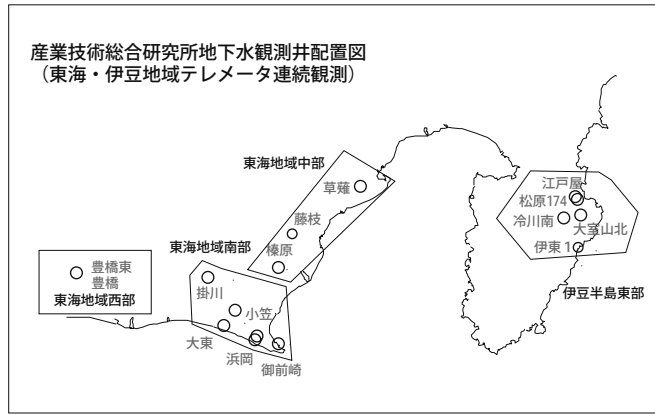 産業技術総合研究所地下水観測井配置図
（東海・伊豆地域テレメータ連続観測）
東海地域中部
草薙
藤枝
榛原
東海地域南部
掛川
小笠
大東
浜岡
御前崎
豊橋東
豊橋
東海地域西部
江戸屋
松原174
冷川南
大室山北
伊東1
伊豆半島東部